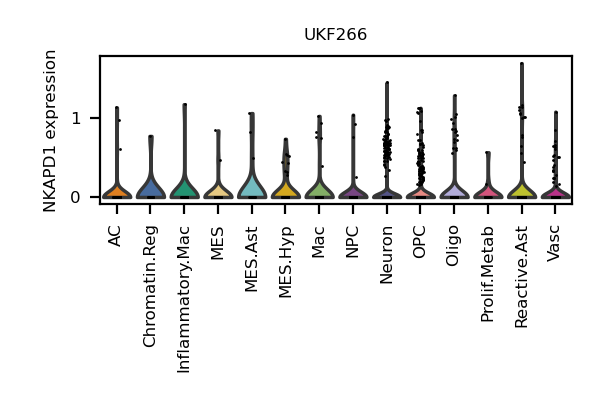 UKF266
NKAPD1 expression
1
0
AC
Chromatin.Reg
Inflammatory.Mac
MES
MES.Ast
MES.Hyp
Mac
NPC
Neuron
OPC
Oligo
Prolif.Metab
Reactive.Ast
Vasc